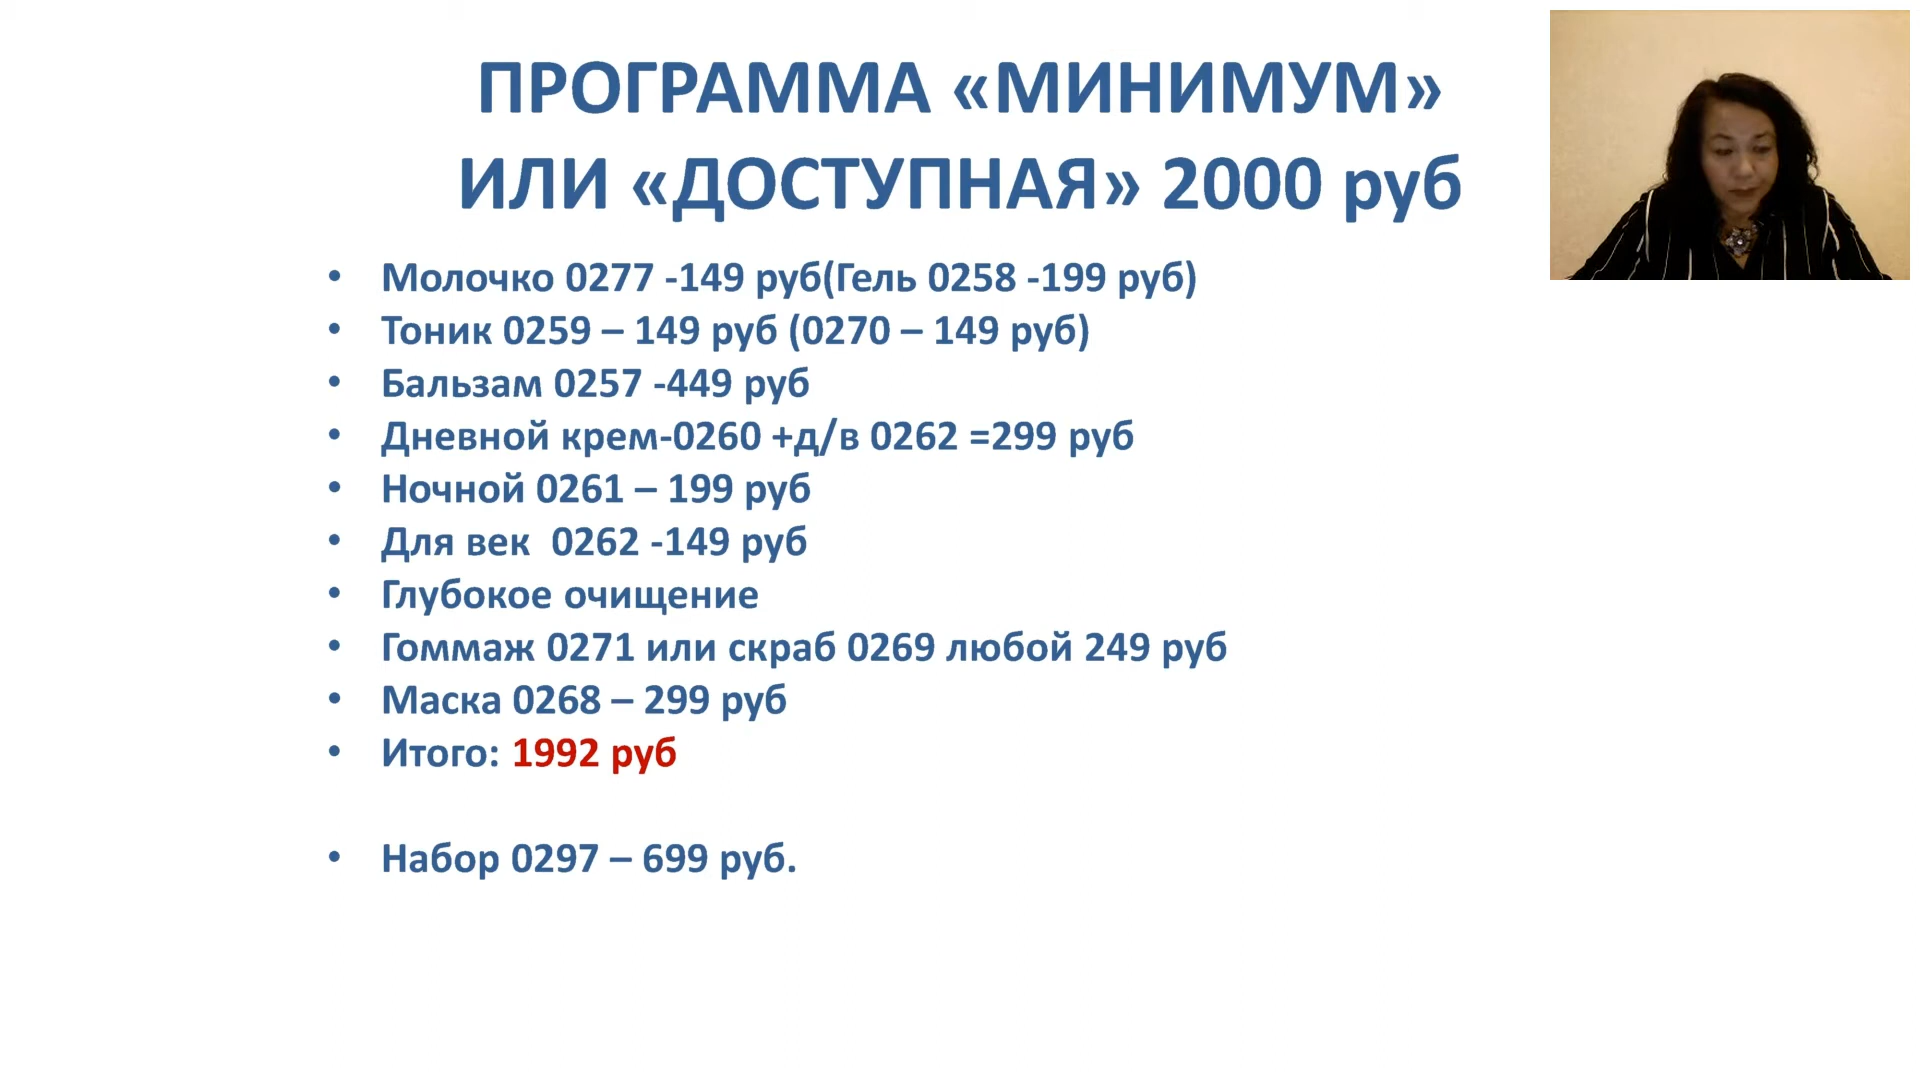 ПРОГРАММА «МИНИМУМ»
ИЛИ «ДОСТУПНАЯ» 2000 руб
• Молочко 0277 -149 руб(Гель 0258 -199 руб)
• Тоник 0259 – 149 руб (0270 – 149 руб)
• Бальзам 0257 -449 руб
• Дневной крем-0260 +д/в 0262 =299 руб
• Ночной 0261 – 199 руб
• Для век 0262 -149 руб
• Глубокое очищение
• Гоммаж 0271 или скраб 0269 любой 249 руб
• Маска 0268 – 299 руб
• Итого: 1992 руб
• Набор 0297 – 699 руб.